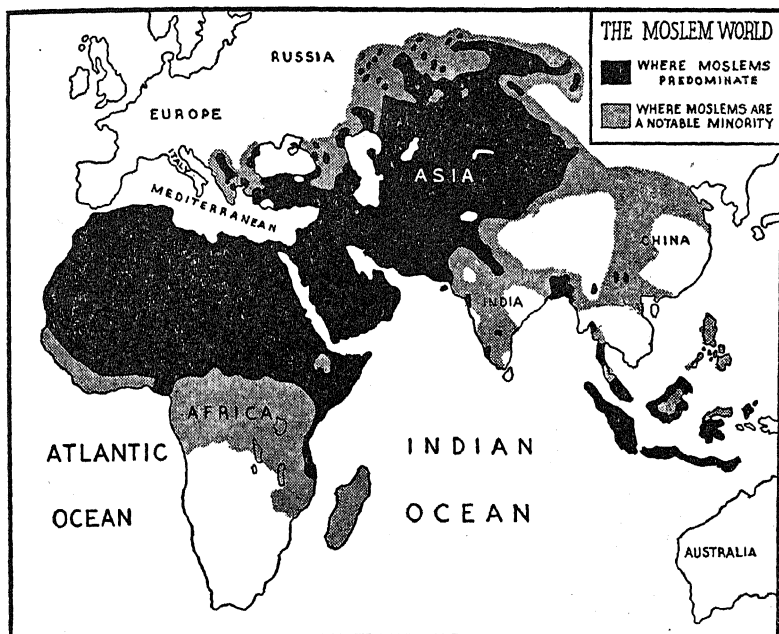 THE MOSLEM WORLD
WHERE MOSLEMS
PREDOMINATE
WHERE MOSLEMS ARE
A NOTABLE MINORITY
RUSSIA
EUROPE
ITALY
MEDITERRANEAN
ASIA
CHINA
INDIA
AFRICA
ATLANTIC
OCEAN
INDIAN
OCEAN
AUSTRALIA